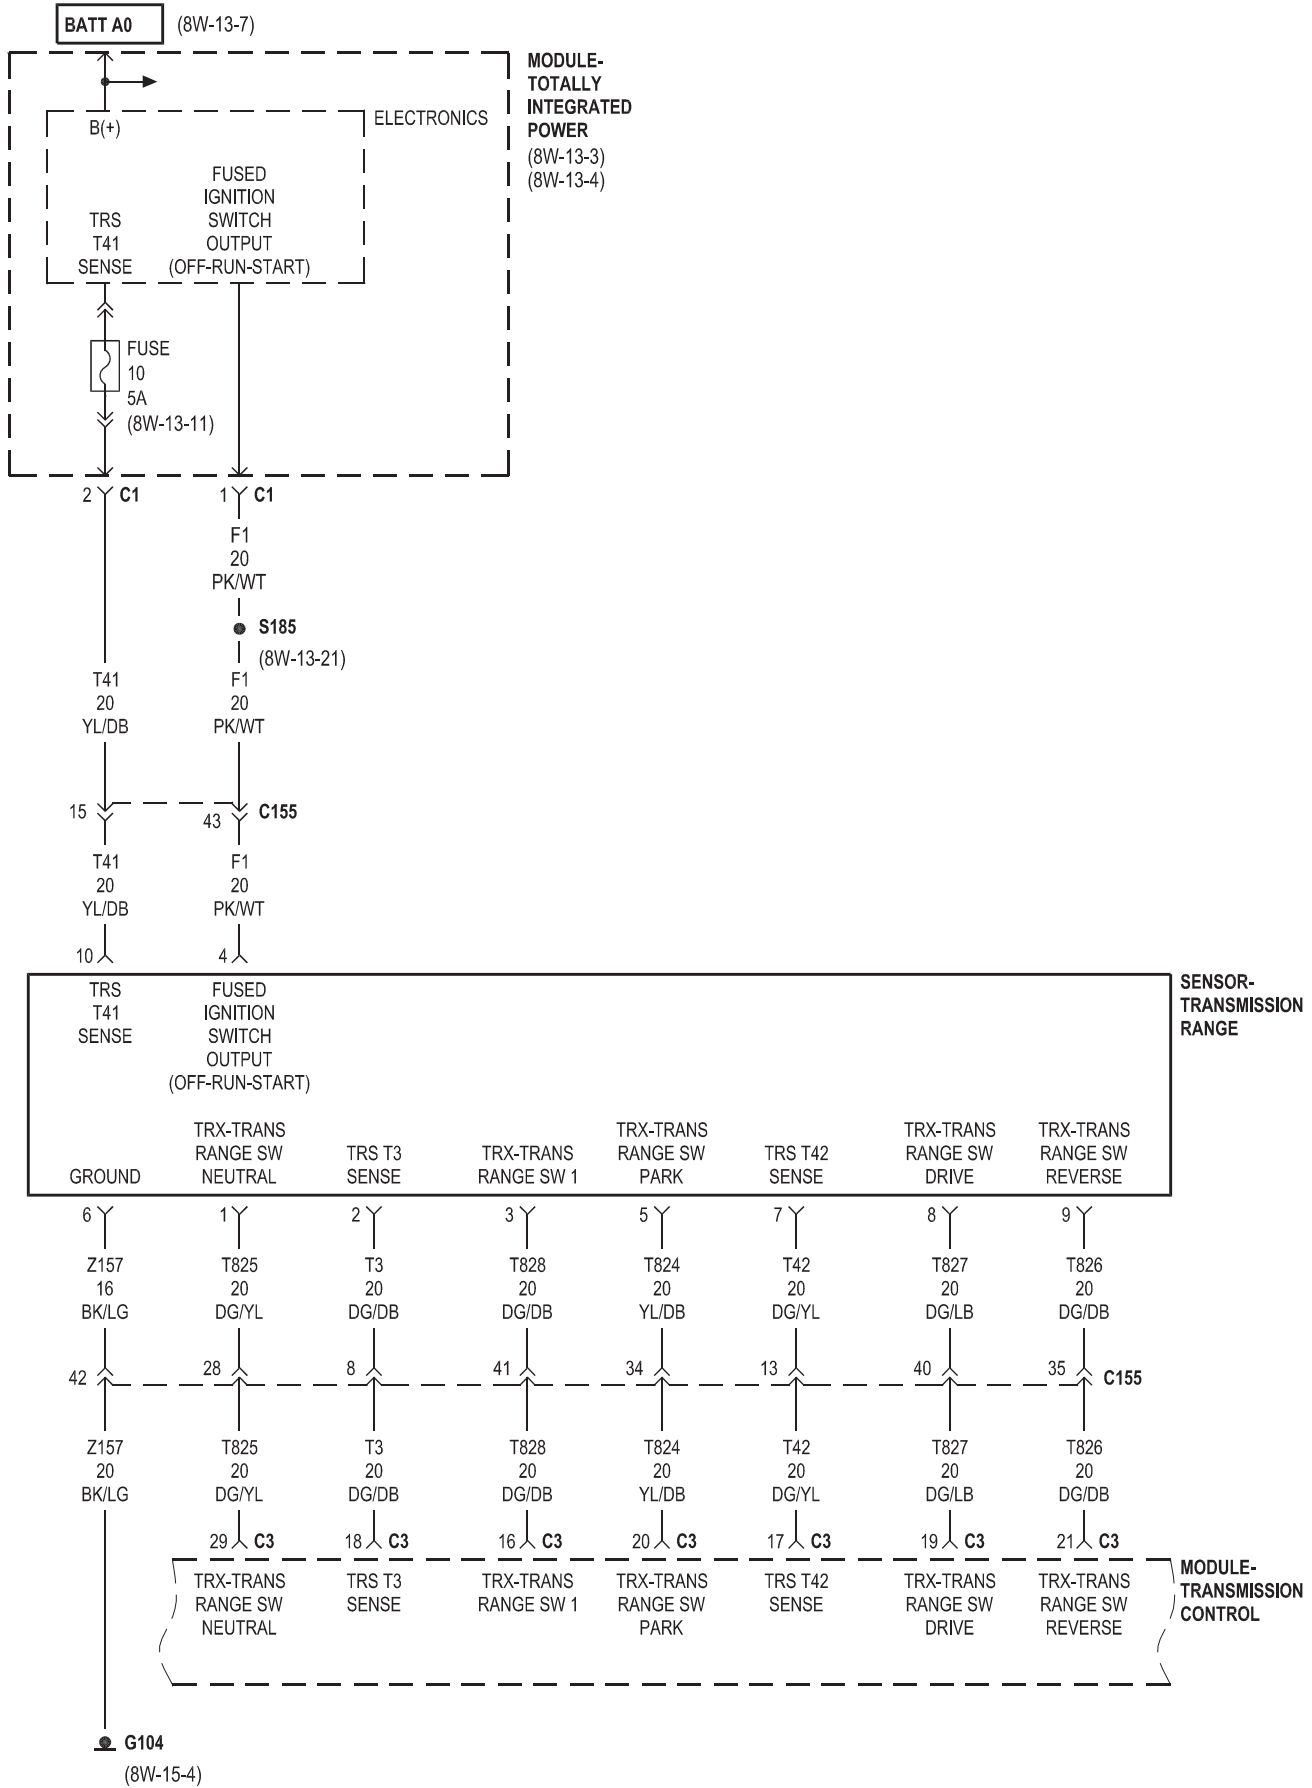 BATT A0 (8W-13-7)
MODULE-
TOTALLY
INTEGRATED
POWER
(8W-13-3)
(8W-13-4)
ELECTRONICS
B(+)
TRS
T41
SENSE
FUSED
IGNITION
SWITCH
OUTPUT
(OFF-RUN-START)
FUSE
10
5A
(8W-13-11)
2 C1 1 C1
F1
20
PK/WT
S185
(8W-13-21)
T41 F1
20 20
YL/DB PK/WT
15 43 C155
T41 F1
20 20
YL/DB PK/WT
10 4
SENSOR-
TRANSMISSION
RANGE
TRS
T41
SENSE
FUSED
IGNITION
SWITCH
OUTPUT
(OFF-RUN-START)
GROUND
TRX-TRANS
RANGE SW
NEUTRAL
TRS T3
SENSE
TRX-TRANS
RANGE SW 1
TRX-TRANS
RANGE SW
PARK
TRS T42
SENSE
TRX-TRANS
RANGE SW
DRIVE
TRX-TRANS
RANGE SW
REVERSE
6 1 2 3 5 7 8 9
Z157 T825 T3 T828 T824 T42 T827 T826
16 20 20 20 20 20 20 20
BK/LG DG/YL DG/DB DG/DB YL/DB DG/YL DG/LB DG/DB
42 28 8 41 34 13 40 35 C155
Z157 T825 T3 T828 T824 T42 T827 T826
20 20 20 20 20 20 20 20
BK/LG DG/YL DG/DB DG/DB YL/DB DG/YL DG/LB DG/DB
29 C3 18 C3 16 C3 20 C3 17 C3 19 C3 21 C3
TRX-TRANS
RANGE SW
NEUTRAL
TRS T3
SENSE
TRX-TRANS
RANGE SW 1
TRX-TRANS
RANGE SW
PARK
TRS T42
SENSE
TRX-TRANS
RANGE SW
DRIVE
TRX-TRANS
RANGE SW
REVERSE
MODULE-
TRANSMISSION
CONTROL
G104
(8W-15-4)